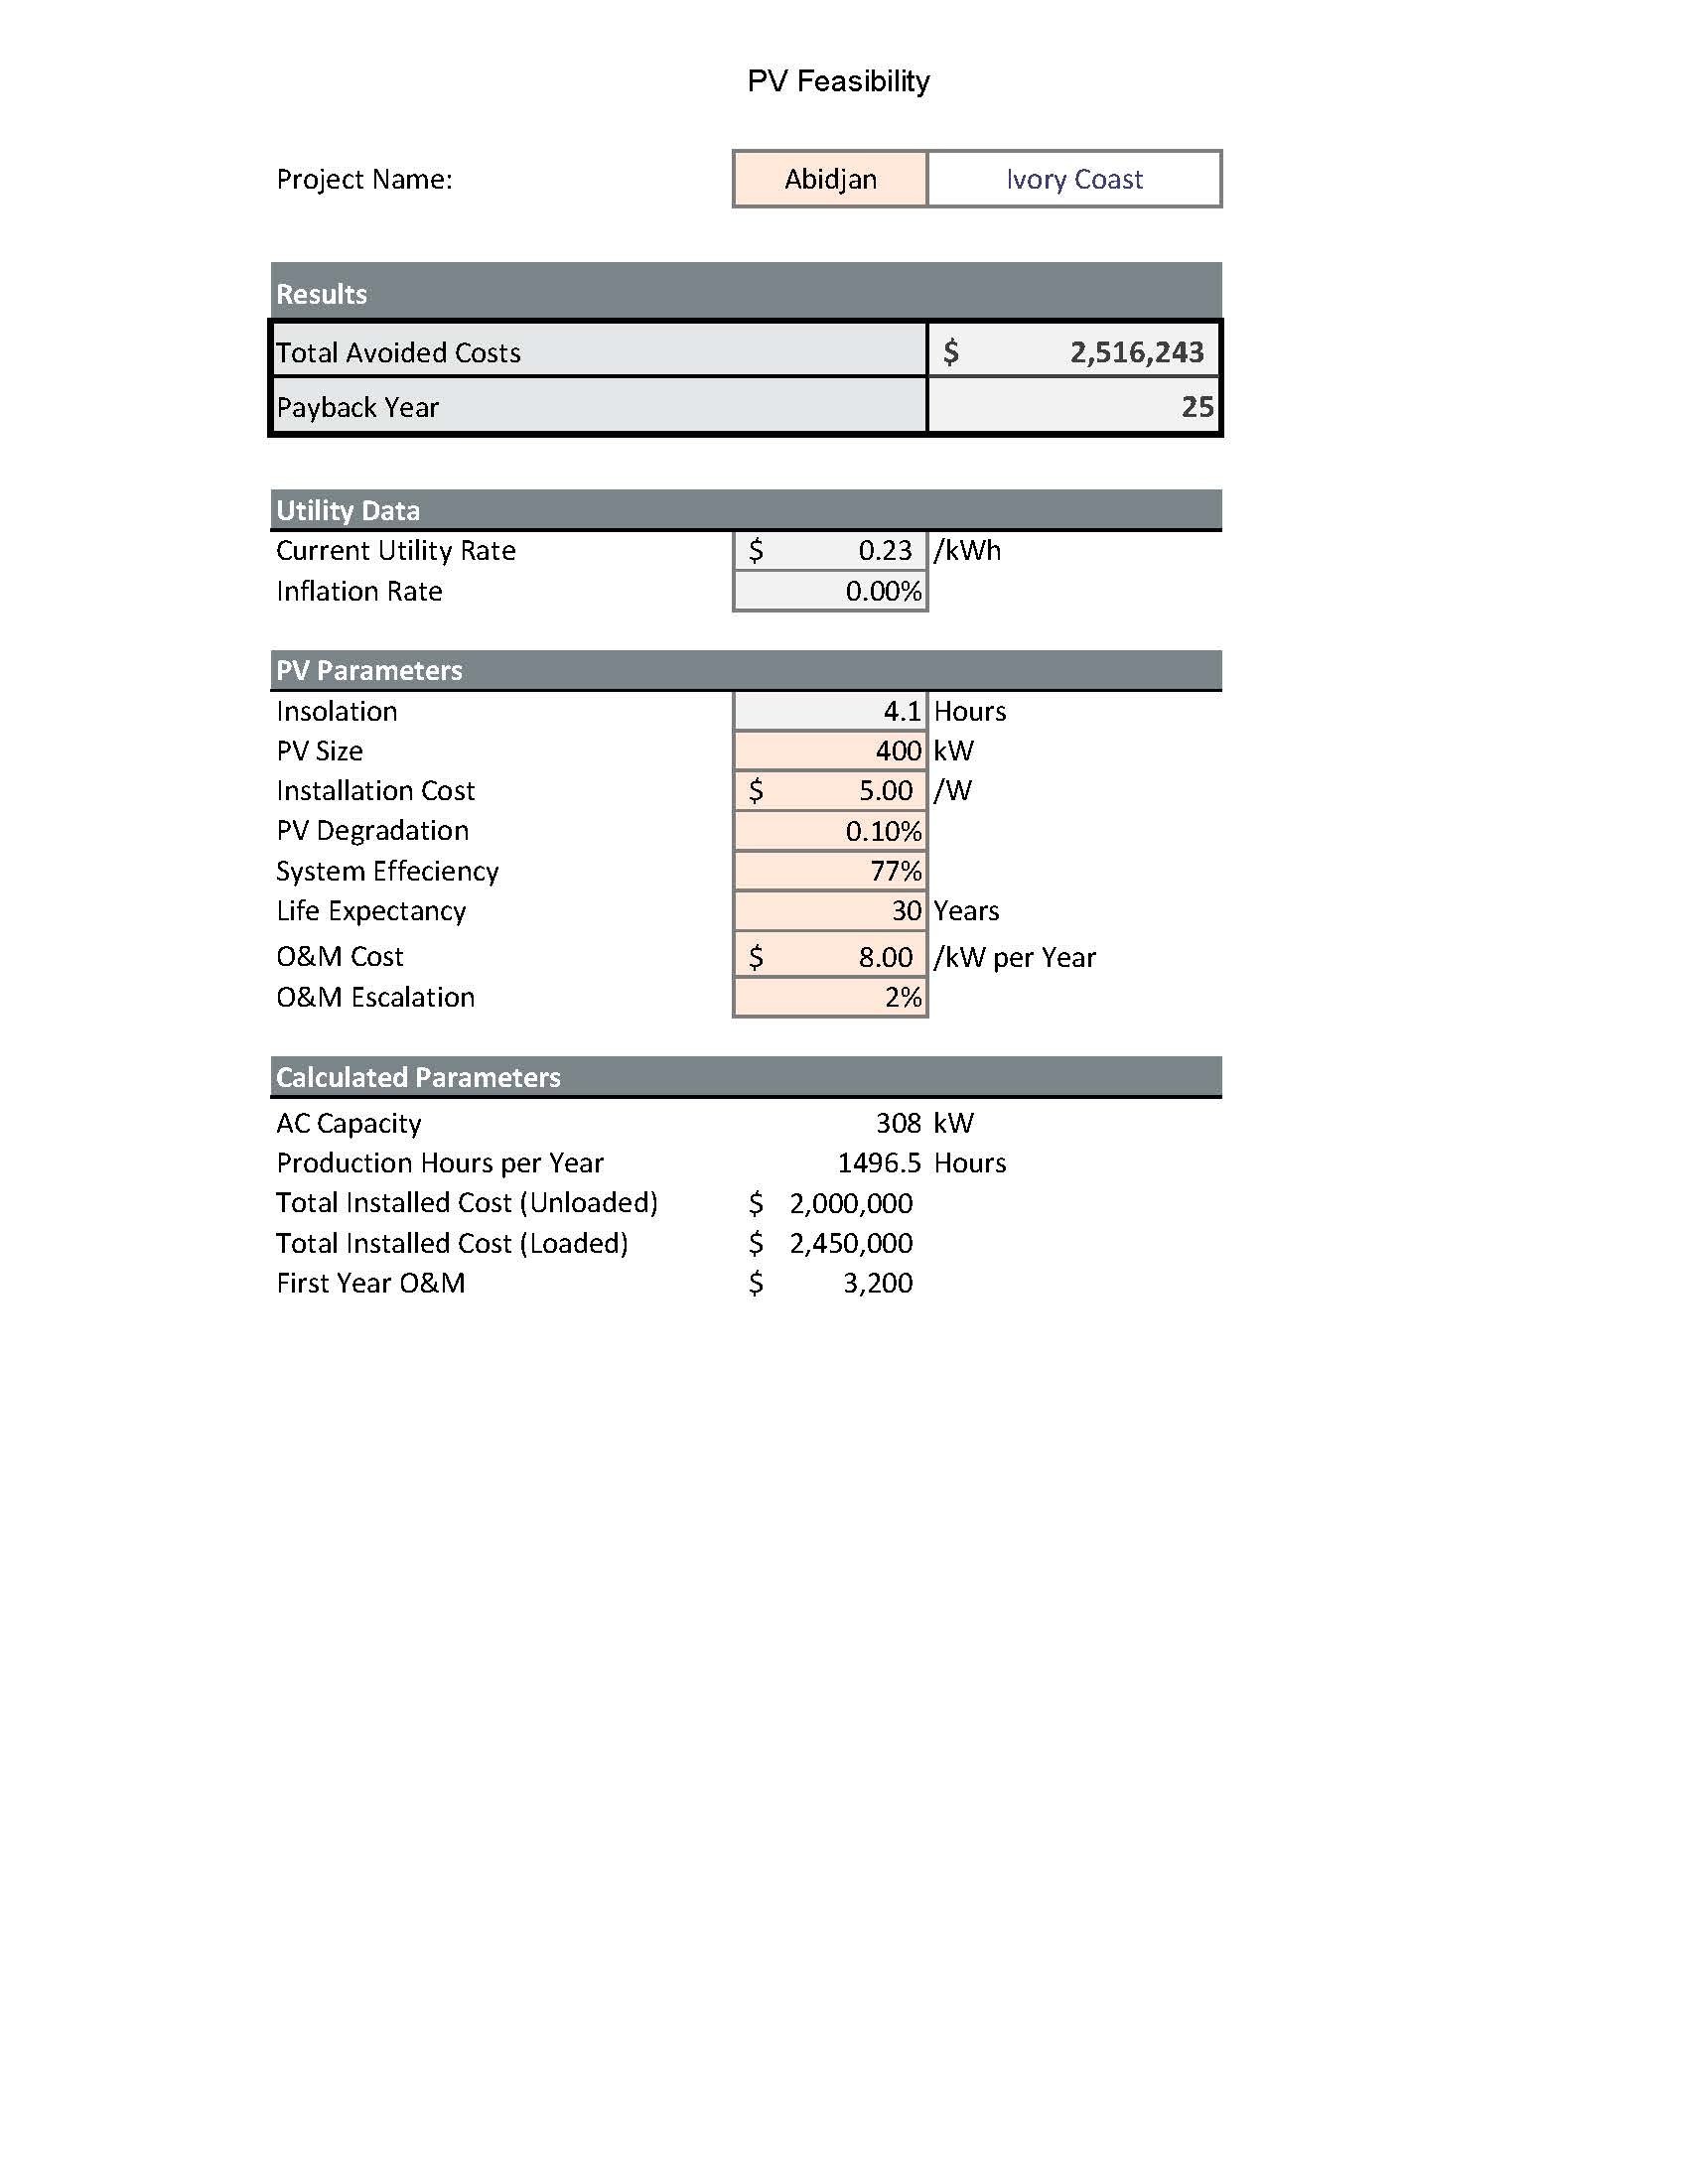 PV Feasibility
Project Name: Abidjan Ivory Coast
Results
Total Avoided Costs $ 2,516,243
Payback Year 25
Utility Data
Current Utility Rate $ 0.23 /kWh
Inflation Rate 0.00%
PV Parameters
Insolation 4.1 Hours
PV Size 400 kW
Installation Cost $ 5.00 /W
PV Degradation 0.10%
System Effeciency 77%
Life Expectancy 30 Years
O&M Cost $ 8.00 /kW per Year
O&M Escalation 2%
Calculated Parameters
AC Capacity 308 kW
Production Hours per Year 1496.5 Hours
Total Installed Cost (Unloaded) $ 2,000,000
Total Installed Cost (Loaded) $ 2,450,000
First Year O&M $ 3,200